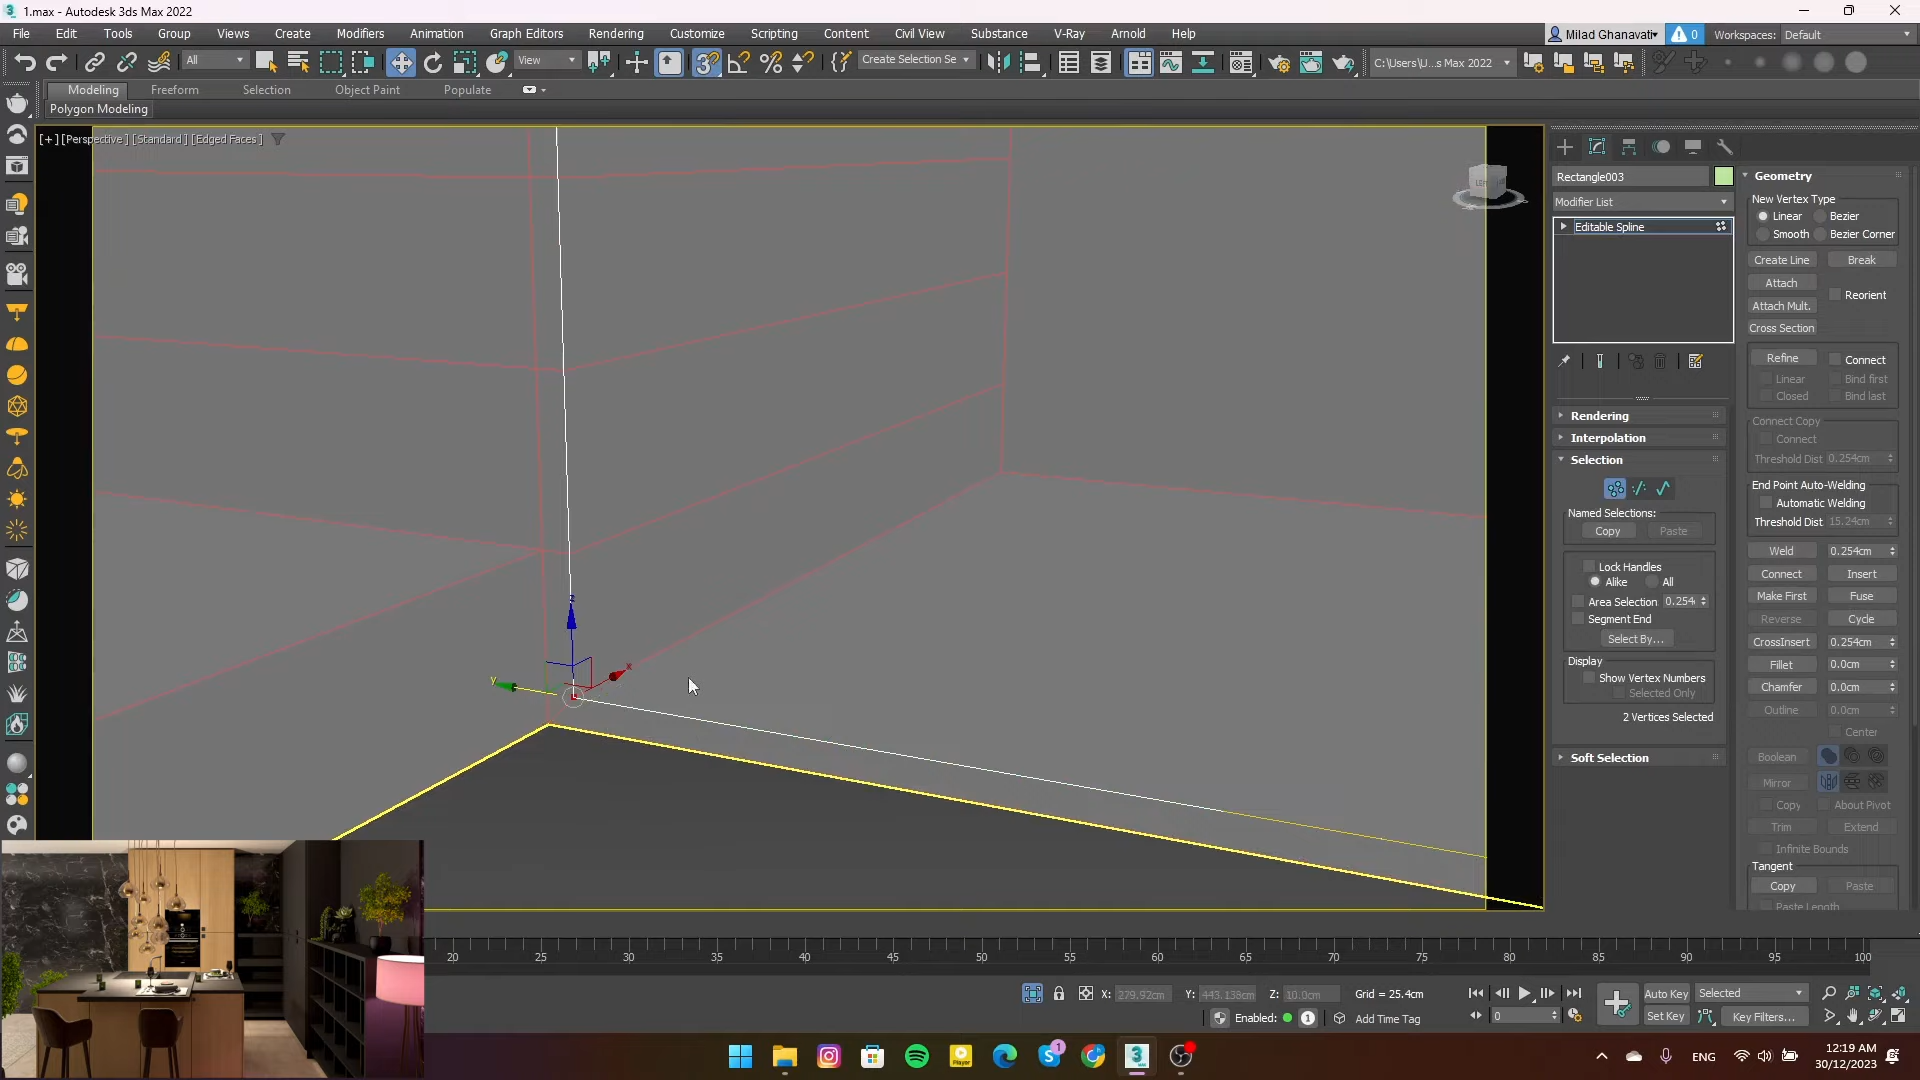 1.max - Autodesk 3ds Max 2022
File Edit Tools Group Views Create Modifiers Animation Graph Editors Rendering Customize Scripting Content Civil View Substance V-Ray Arnold Help
Milad Ghanavati 0 Workspaces: Default
All View Create Selection Se C:\Users\U...s Max 2022
Modeling Freeform Selection Object Paint Populate
Polygon Modeling
[+] [Perspective ] [Standard ] [Edged Faces ]
Rectangle003
Modifier List
Editable Spline
Rendering
Interpolation
Selection
Named Selections:
Copy Paste
Lock Handles
Alike All
Area Selection 0.254
Segment End
Select By...
Display
Show Vertex Numbers
Selected Only
2 Vertices Selected
Soft Selection
Geometry
New Vertex Type
Linear Bezier
Smooth Bezier Corner
Create Line Break
Attach
Reorient
Attach Mult.
Cross Section
Refine Connect
Linear Bind first
Closed Bind last
Connect Copy
Connect
Threshold Dist 0.254cm
End Point Auto-Welding
Automatic Welding
Threshold Dist 15.24cm
Weld 0.254cm
Connect Insert
Make First Fuse
Reverse Cycle
CrossInsert 0.254cm
Fillet 0.0cm
Chamfer 0.0cm
Outline 0.0cm
Center
Boolean
Mirror
Copy About Pivot
Trim Extend
Infinite Bounds
Tangent
Copy Paste
Paste Length
z
y
x
20 25 30 35 40 45 50 55 60 65 70 75 80 85 90 95 100
X: 279.92cm Y: 443.138cm Z: 10.0cm Grid = 25.4cm
Enabled: 1 Add Time Tag
0
Auto Key Selected
Set Key Key Filters...
1
Player
3
ENG
12:19 AM
30/12/2023